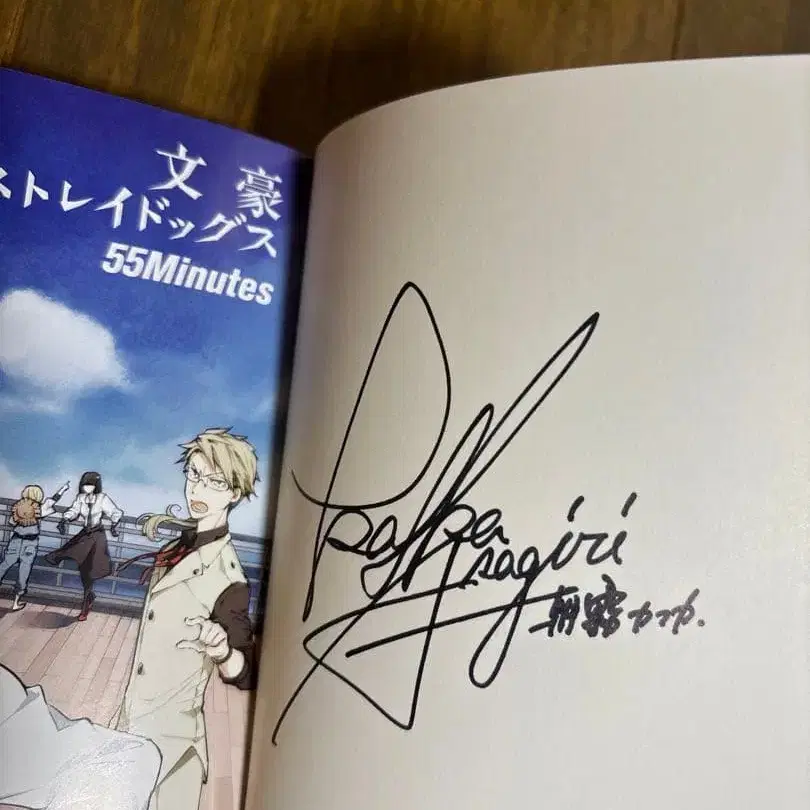 文豪
ストレイドッグス
55Minutes
Kafka
Asagiri
朝霧カフカ.